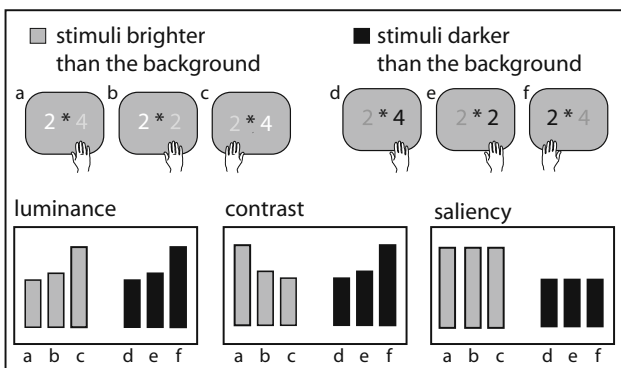 stimuli brighter
than the background
stimuli darker
than the background
a
2 * 4
b
2 * 2
c
2 * 4
d
2 * 4
e
2 * 2
f
2 * 4
luminance
contrast
saliency
a b c d e f
a b c d e f
a b c d e f